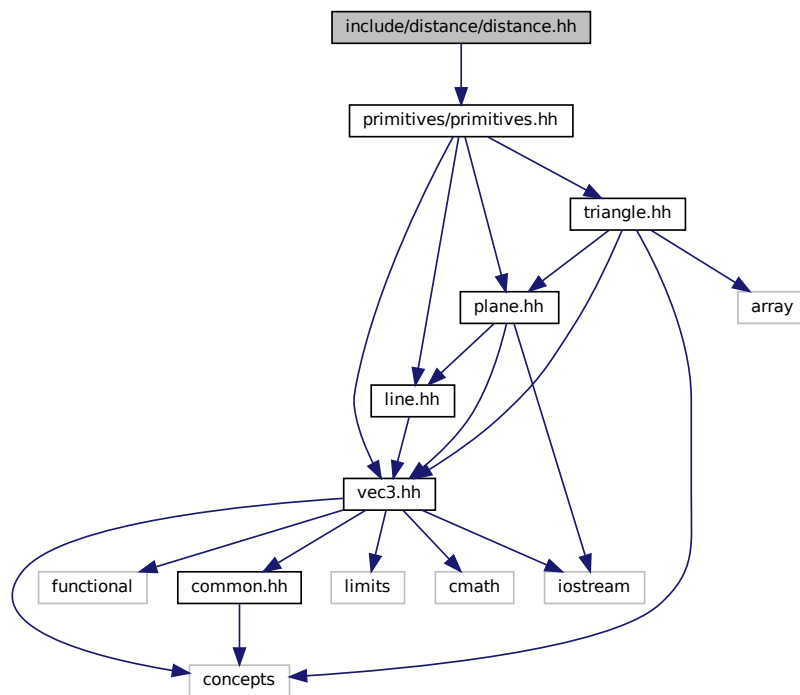 include/distance/distance.hh
primitives/primitives.hh
triangle.hh
plane.hh
array
line.hh
vec3.hh
functional
common.hh
limits
cmath
iostream
concepts